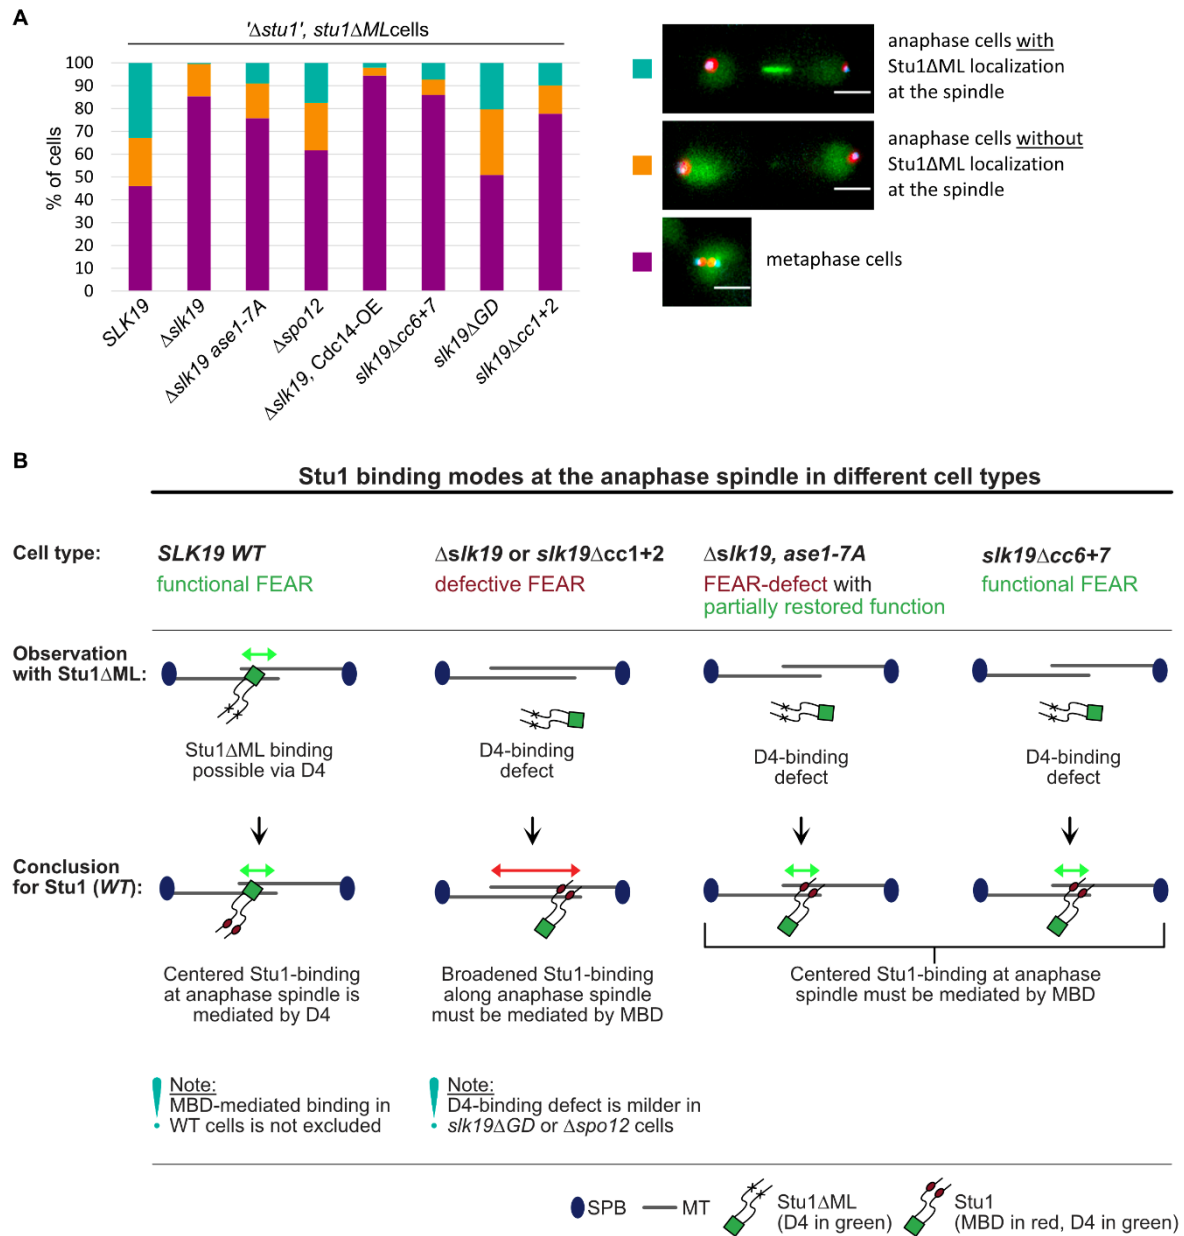 A
'Δstu1', stu1ΔMLcells
% of cells
100
90
80
70
60
50
40
30
20
10
0
SLK19
Δslk19
Δslk19 ase1-7A
Δspo12
Δslk19, Cdc14-OE
slk19Δcc6+7
slk19ΔGD
slk19Δcc1+2
anaphase cells with
Stu1ΔML localization
at the spindle
anaphase cells without
Stu1ΔML localization
at the spindle
metaphase cells
B
Stu1 binding modes at the anaphase spindle in different cell types
Cell type:
SLK19 WT
functional FEAR
Δslk19 or slk19Δcc1+2
defective FEAR
Δslk19, ase1-7A
FEAR-defect with
partially restored function
slk19Δcc6+7
functional FEAR
Observation
with Stu1ΔML:
Stu1ΔML binding
possible via D4
D4-binding
defect
D4-binding
defect
D4-binding
defect
Conclusion
for Stu1 (WT):
Centered Stu1-binding
at anaphase spindle is
mediated by D4
Broadened Stu1-binding
along anaphase spindle
must be mediated by MBD
Centered Stu1-binding at anaphase
spindle must be mediated by MBD
Note:
MBD-mediated binding in
WT cells is not excluded
Note:
D4-binding defect is milder in
slk19ΔGD or Δspo12 cells
SPB
MT
Stu1ΔML
(D4 in green)
Stu1
(MBD in red, D4 in green)